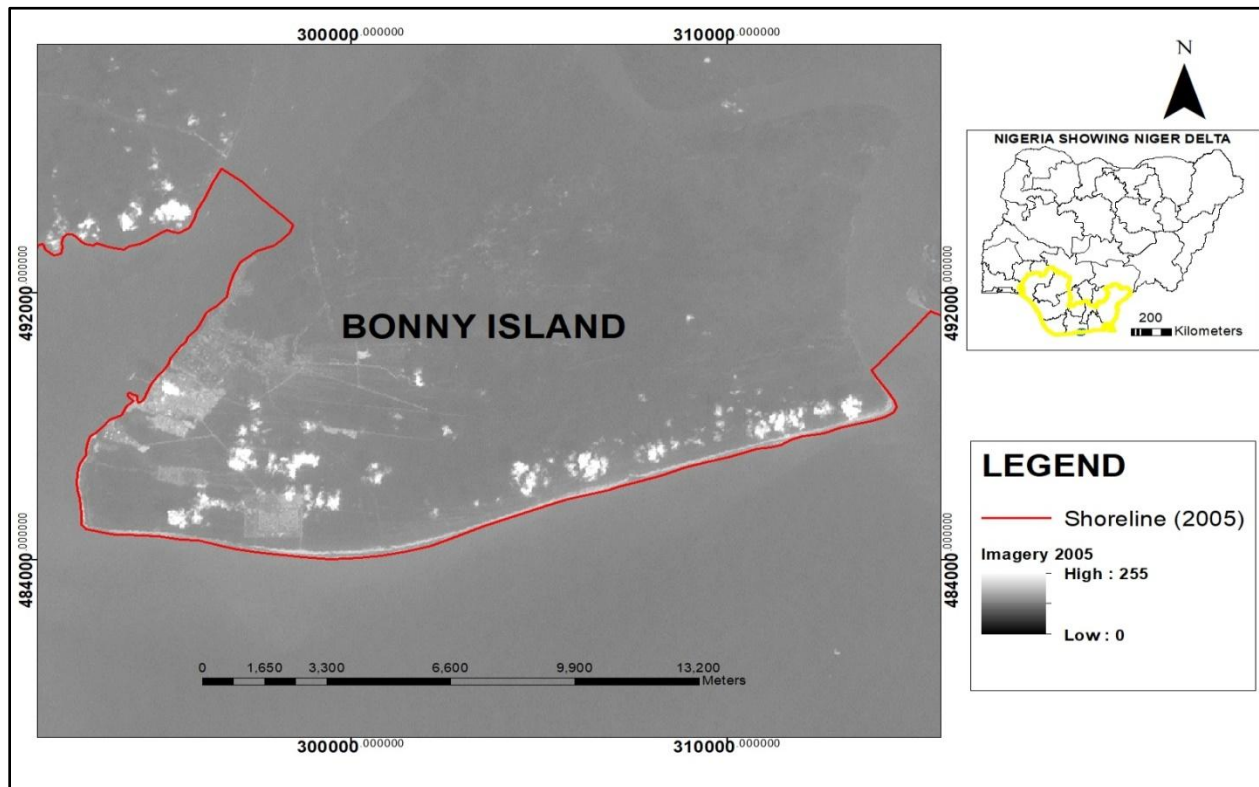 300000.000000
310000.000000
N
NIGERIA SHOWING NIGER DELTA
200
Kilometers
492000.000000
492000.000000
BONNY ISLAND
LEGEND
Shoreline (2005)
Imagery 2005
High : 255
Low : 0
484000.000000
484000.000000
0 1,650 3,300 6,600 9,900 13,200
Meters
300000.000000
310000.000000